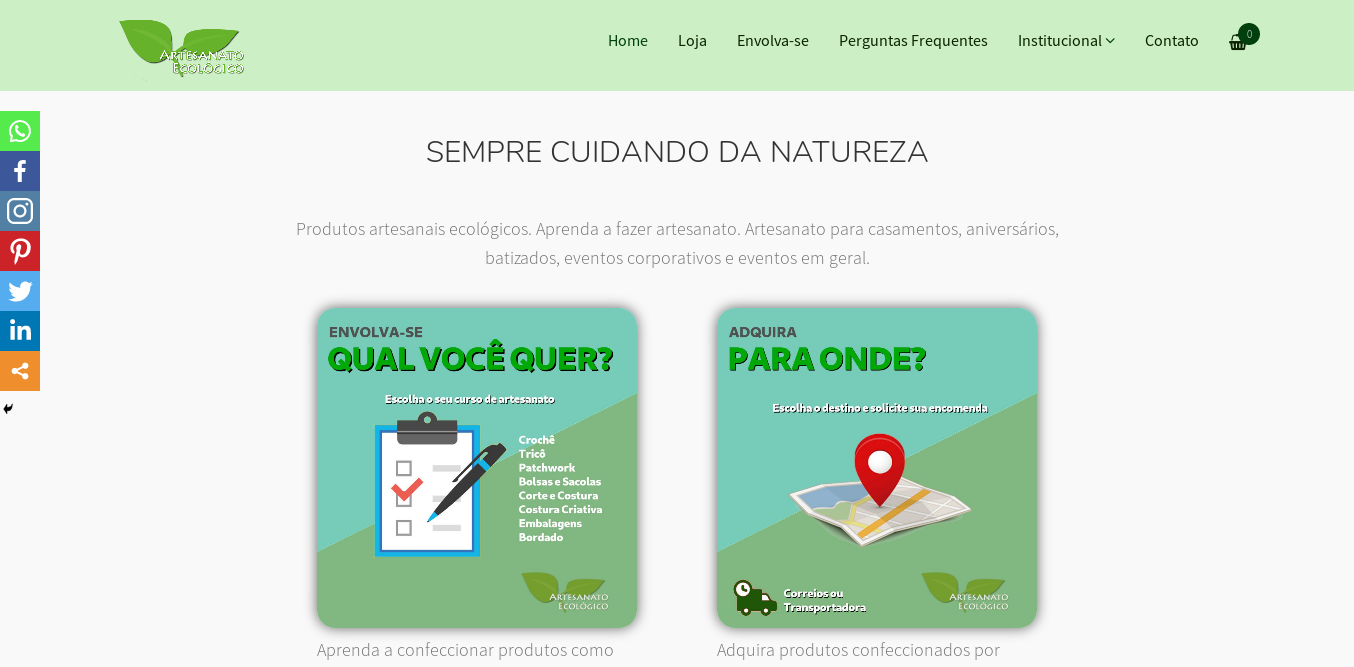 Artesanato
Ecológico
Home
Loja
Envolva-se
Perguntas Frequentes
Institucional
Contato
0
SEMPRE CUIDANDO DA NATUREZA
Produtos artesanais ecológicos. Aprenda a fazer artesanato. Artesanato para casamentos, aniversários,
batizados, eventos corporativos e eventos em geral.
ENVOLVA-SE
QUAL VOCÊ QUER?
Escolha o seu curso de artesanato
Crochê
Tricô
Patchwork
Bolsas e Sacolas
Corte e Costura
Costura Criativa
Embalagens
Bordado
Artesanato
Ecológico
Aprenda a confeccionar produtos como
ADQUIRA
PARA ONDE?
Escolha o destino e solicite sua encomenda
Correios ou
Transportadora
Artesanato
Ecológico
Adquira produtos confeccionados por